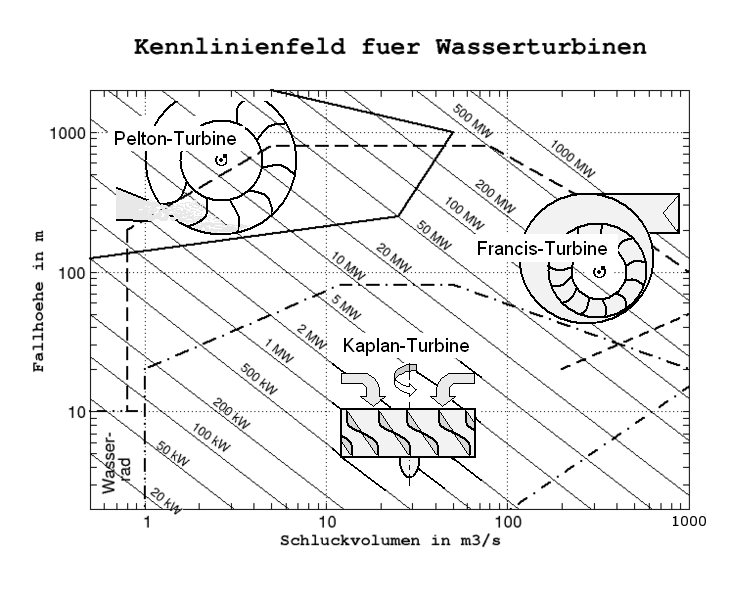 Kennlinienfeld fuer Wasserturbinen
1000
100
10
Fallhoehe in m
Pelton-Turbine
500 MW
1000 MW
200 MW
100 MW
50 MW
Francis-Turbine
20 MW
10 MW
5 MW
2 MW
1 MW
Kaplan-Turbine
500 kW
200 kW
100 kW
50 kW
20 kW
Wasser-
rad
1
10
100
1000
Schluckvolumen in m3/s